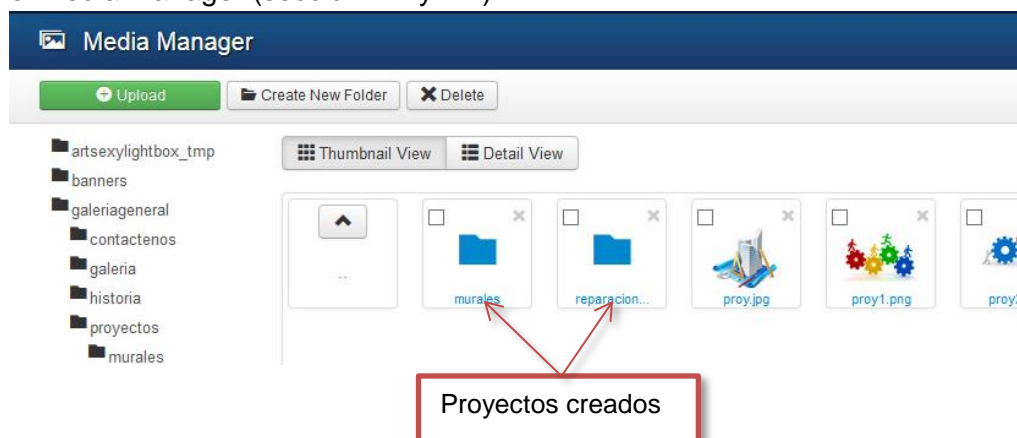 Media Manager
Upload Create New Folder Delete
artsexylightbox_tmp
banners
galeriageneral
contactenos
galeria
historia
proyectos
murales
Thumbnail View Detail View
..
murales reparacion... proy.jpg proy1.png
Proyectos creados